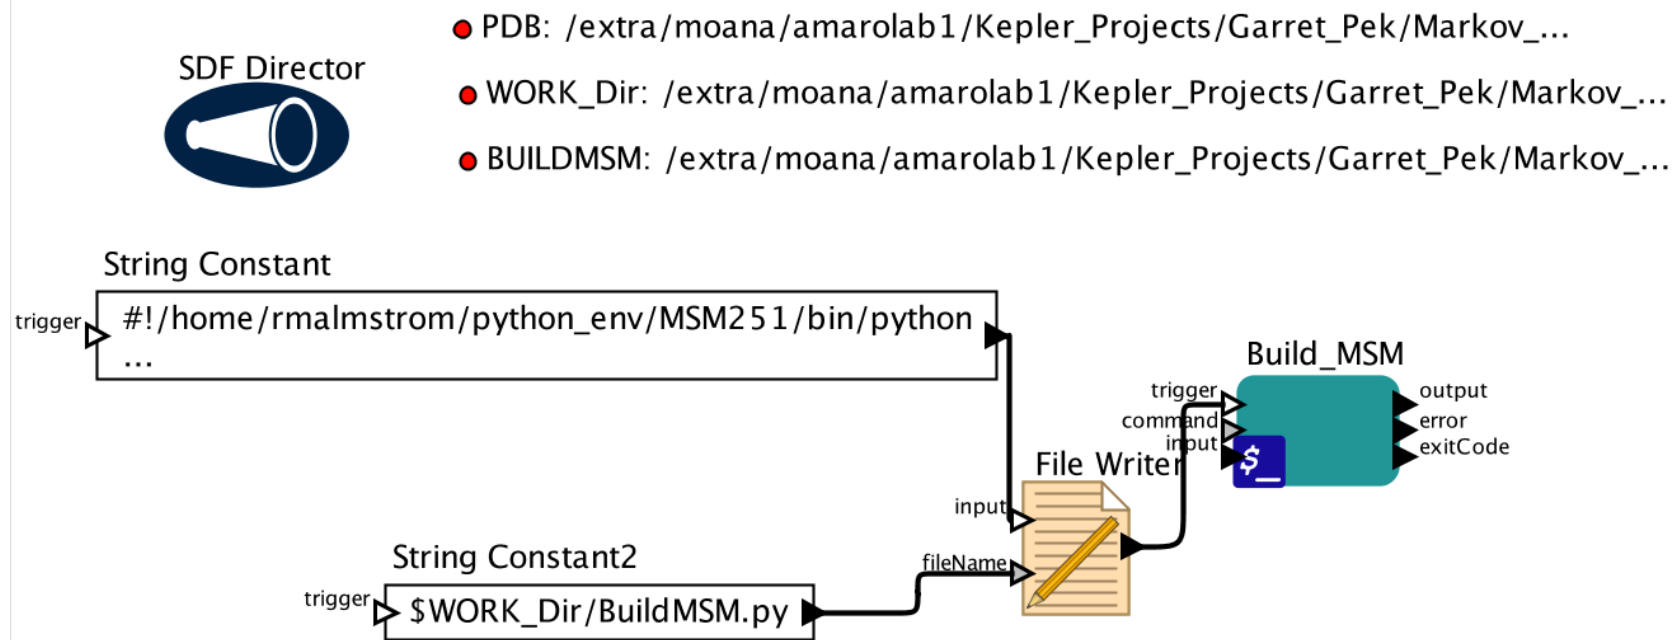 PDB: /extra/moana/amarolab1/Kepler_Projects/Garret_Pek/Markov_...
SDF Director
WORK_Dir: /extra/moana/amarolab1/Kepler_Projects/Garret_Pek/Markov_...
BUILDMSM: /extra/moana/amarolab1/Kepler_Projects/Garret_Pek/Markov_...
String Constant
trigger
#!/home/rmalmstrom/python_env/MSM251/bin/python
...
Build_MSM
trigger
output
command
error
input
exitCode
$_
File Writer
input
String Constant2
fileName
trigger
$WORK_Dir/BuildMSM.py